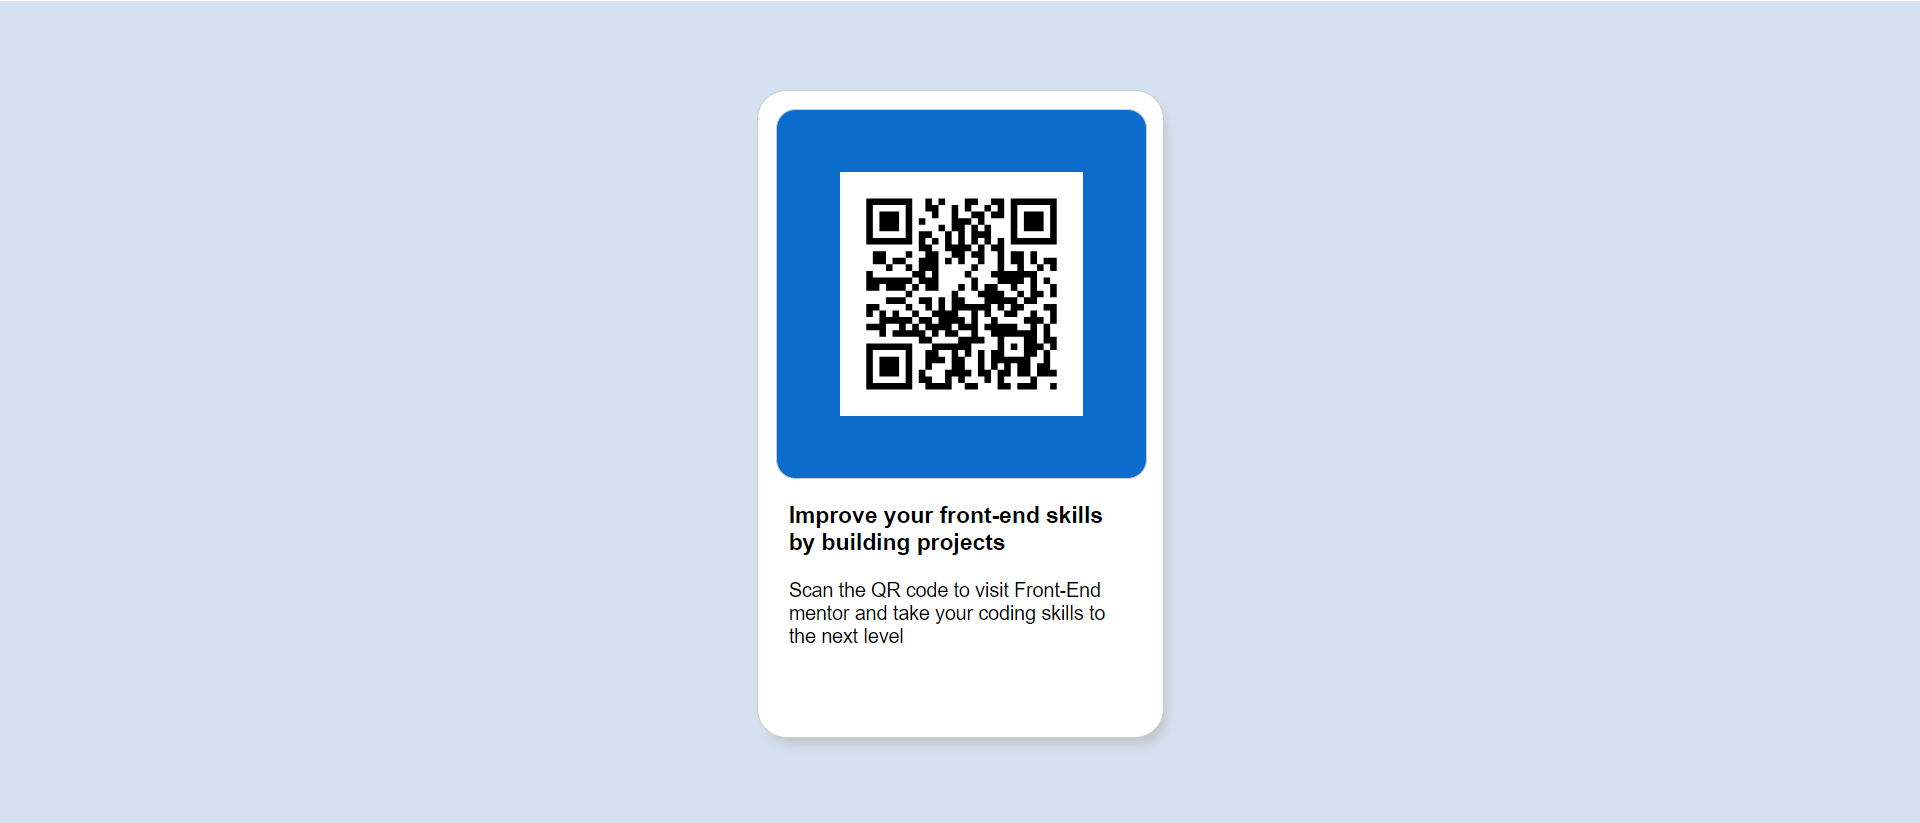 Improve your front-end skills
by building projects
Scan the QR code to visit Front-End
mentor and take your coding skills to
the next level